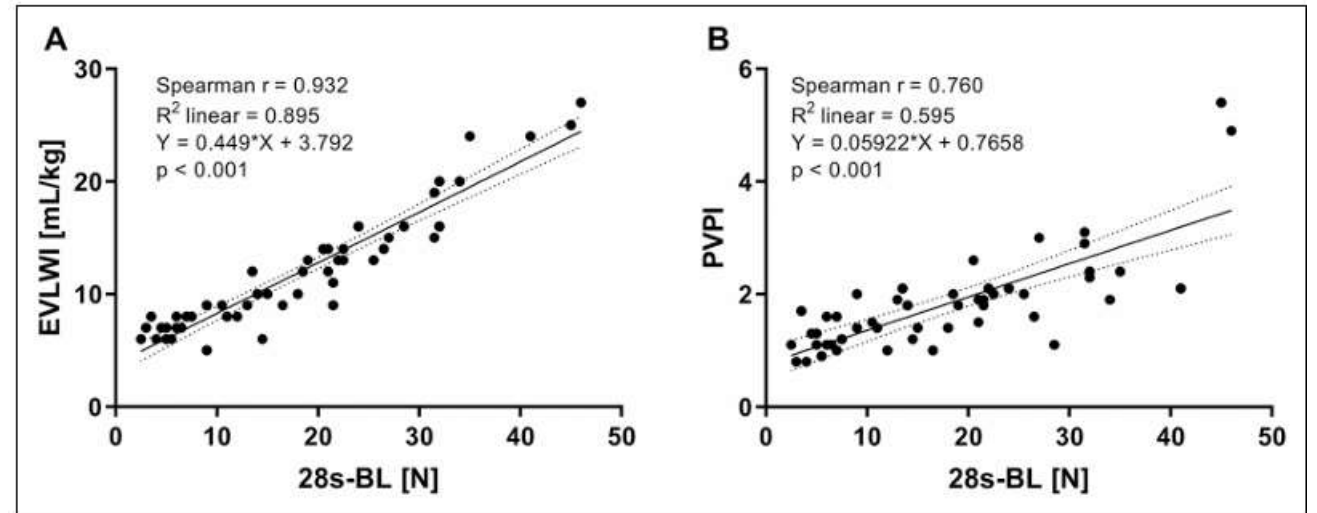 A
Spearman r = 0.932
R² linear = 0.895
Y = 0.449*X + 3.792
p < 0.001
EVLWI [mL/kg]
30
20
10
0
0 10 20 30 40 50
28s-BL [N]
B
Spearman r = 0.760
R² linear = 0.595
Y = 0.05922*X + 0.7658
p < 0.001
PVPI
6
4
2
0
0 10 20 30 40 50
28s-BL [N]